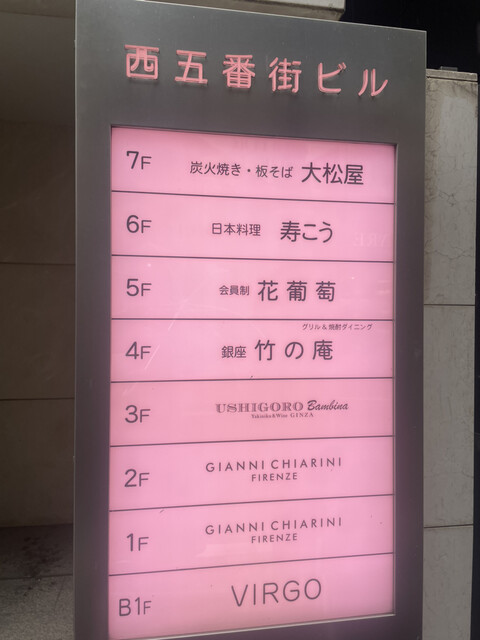 西五番街ビル
7F 炭火焼き・板そば 大松屋
6F 日本料理 寿こう
5F 会員制 花葡萄
グリル&焼酎ダイニング
4F 銀座 竹の庵
3F USHIGORO Bambina
Yakiniku & Wine GINZA
2F GIANNI CHIARINI
FIRENZE
1F GIANNI CHIARINI
FIRENZE
B1F VIRGO